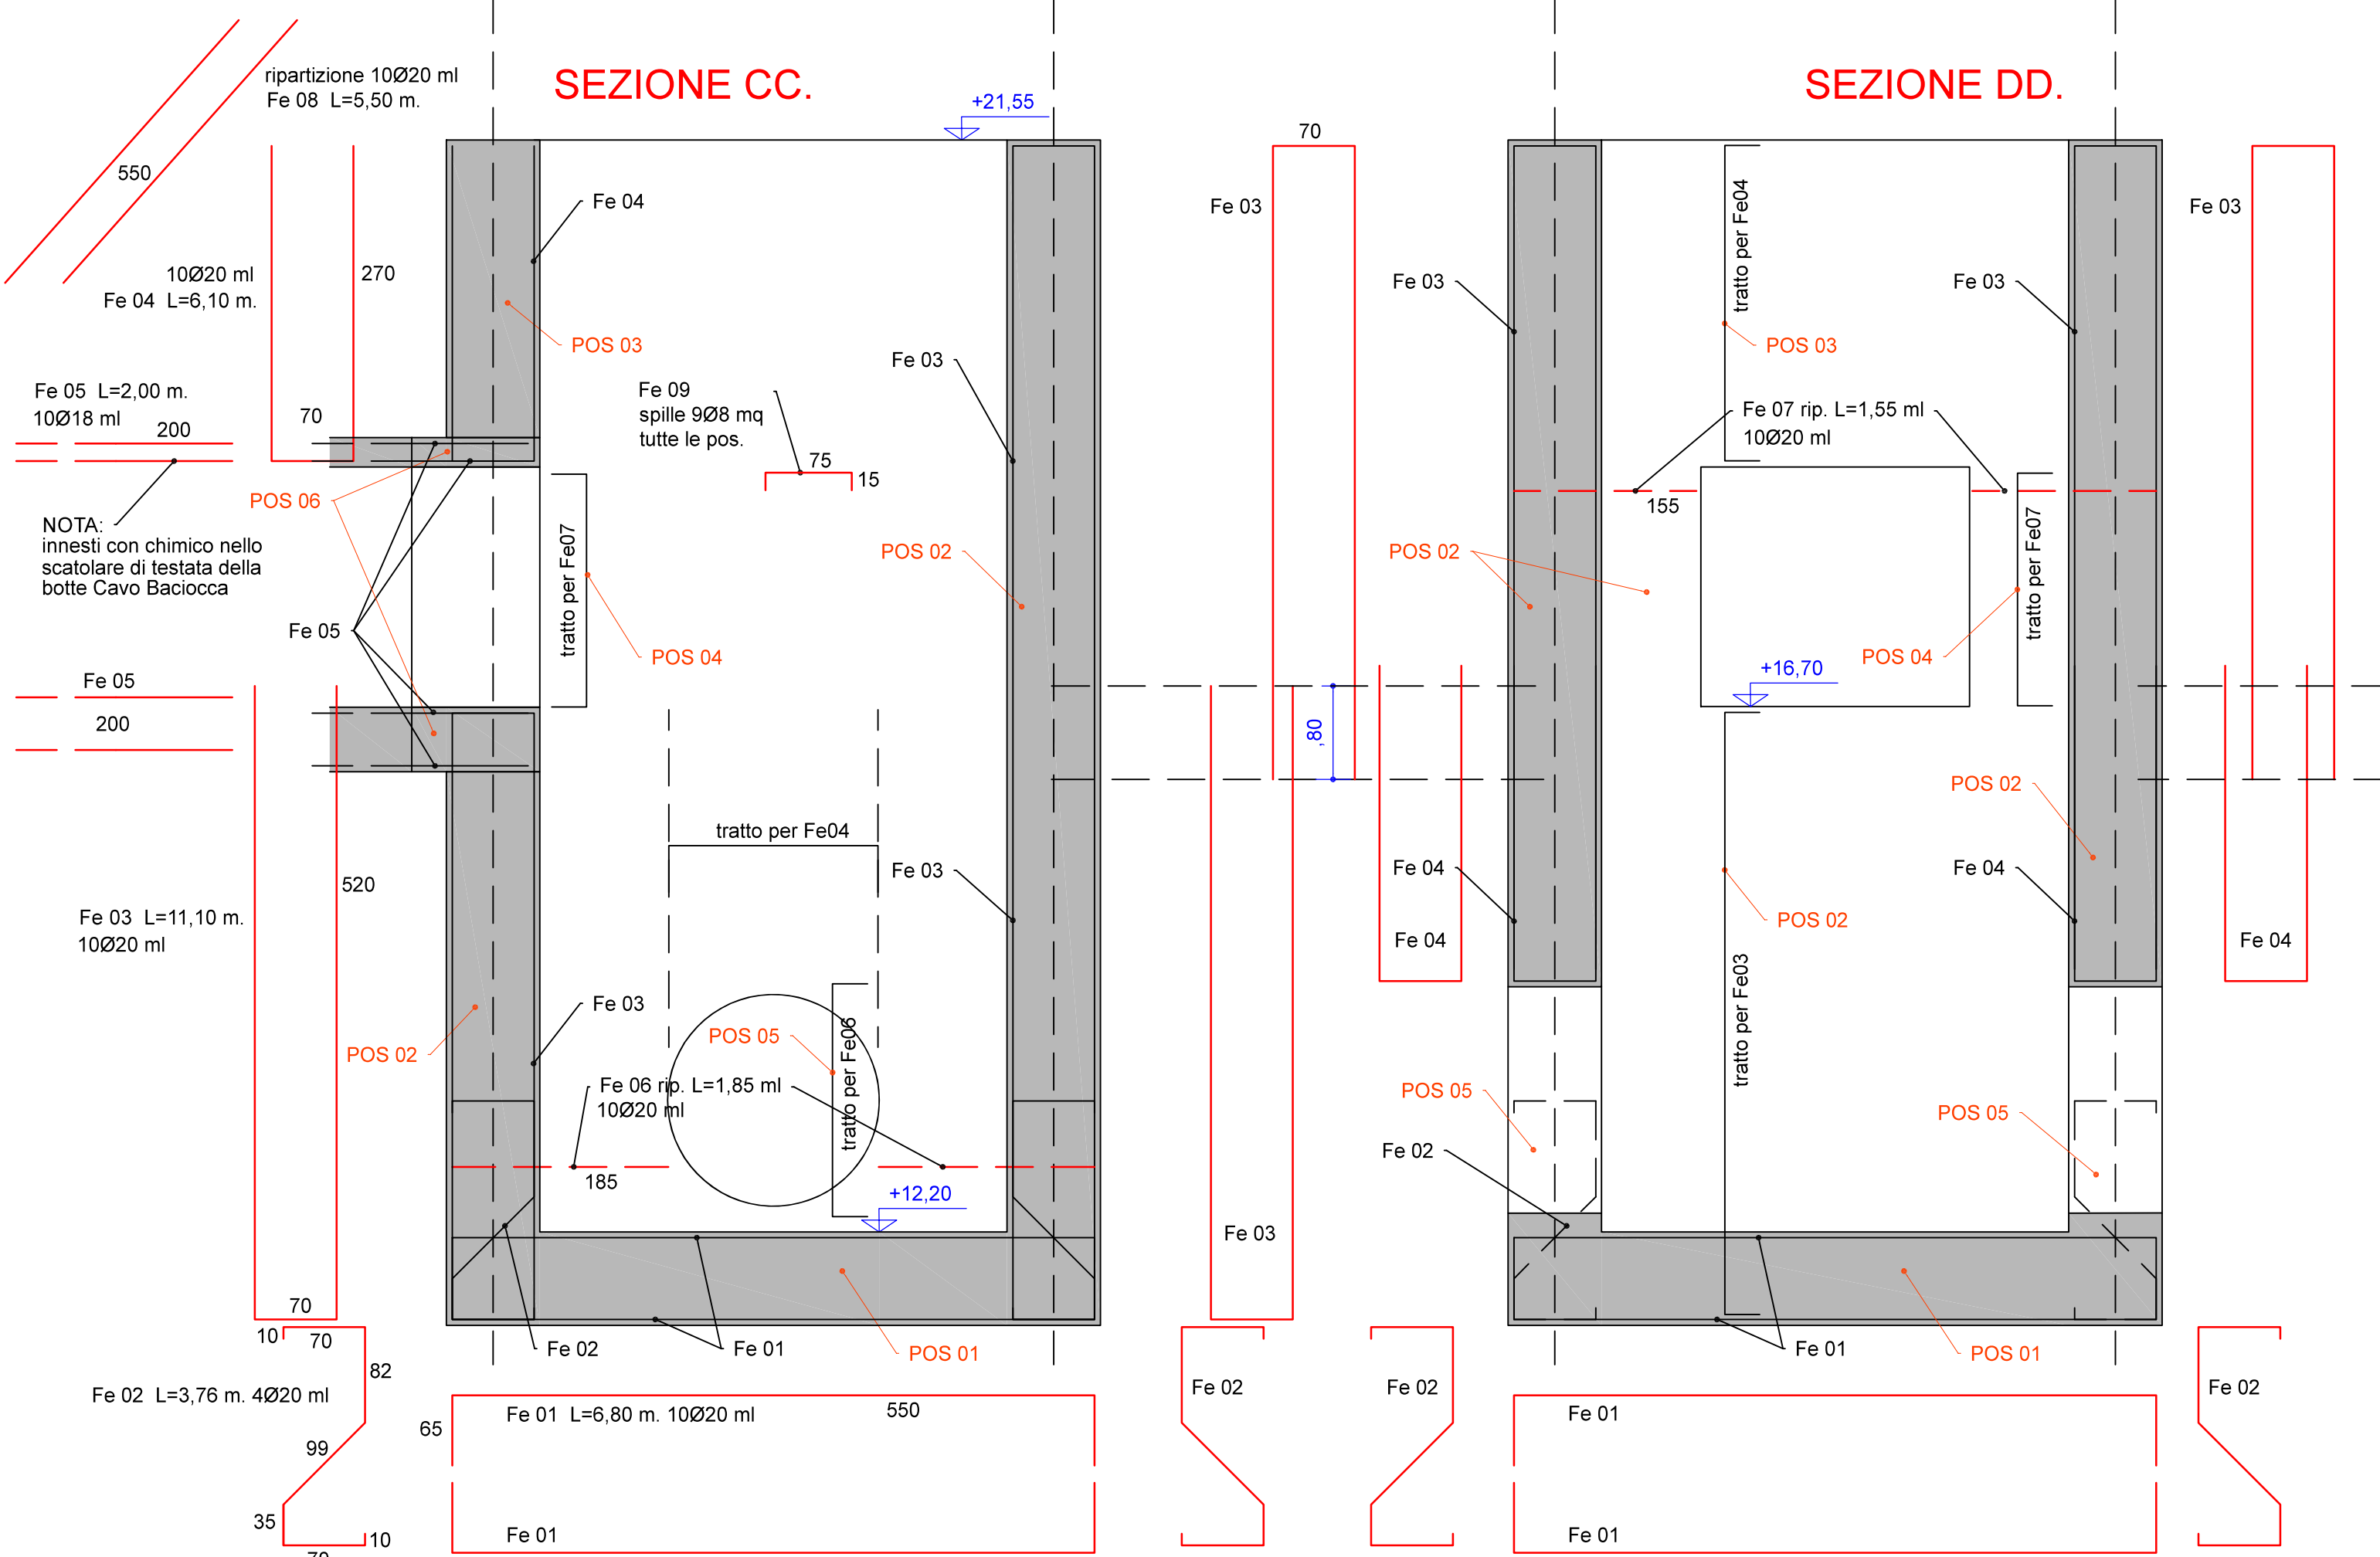 ripartizione 10Ø20 ml
Fe 08 L=5,50 m.
SEZIONE CC.
+21,55
SEZIONE DD.
70
550
Fe 04
Fe 03
Fe 03
10Ø20 ml
270
Fe 04 L=6,10 m.
Fe 03
Fe 03
tratto per Fe04
POS 03
POS 03
Fe 03
Fe 05 L=2,00 m.
10Ø18 ml
200
70
Fe 09
spille 9Ø8 mq
tutte le pos.
75
15
Fe 07 rip. L=1,55 ml
10Ø20 ml
155
POS 06
NOTA:
innesti con chimico nello
scatolare di testata della
botte Cavo Baciocca
tratto per Fe07
POS 02
POS 02
tratto per Fe07
Fe 05
POS 04
POS 04
+16,70
Fe 05
200
,80
POS 02
tratto per Fe04
520
Fe 03
Fe 04
Fe 04
Fe 03 L=11,10 m.
10Ø20 ml
POS 02
Fe 04
Fe 04
Fe 03
tratto per Fe03
POS 02
POS 05
tratto per Fe06
Fe 06 rip. L=1,85 ml
10Ø20 ml
POS 05
POS 05
Fe 02
185
+12,20
Fe 03
70
10
70
82
Fe 02
Fe 01
POS 01
Fe 01
POS 01
Fe 02 L=3,76 m. 4Ø20 ml
Fe 02
Fe 02
Fe 02
65
Fe 01 L=6,80 m. 10Ø20 ml
550
Fe 01
99
35
10
70
Fe 01
Fe 01